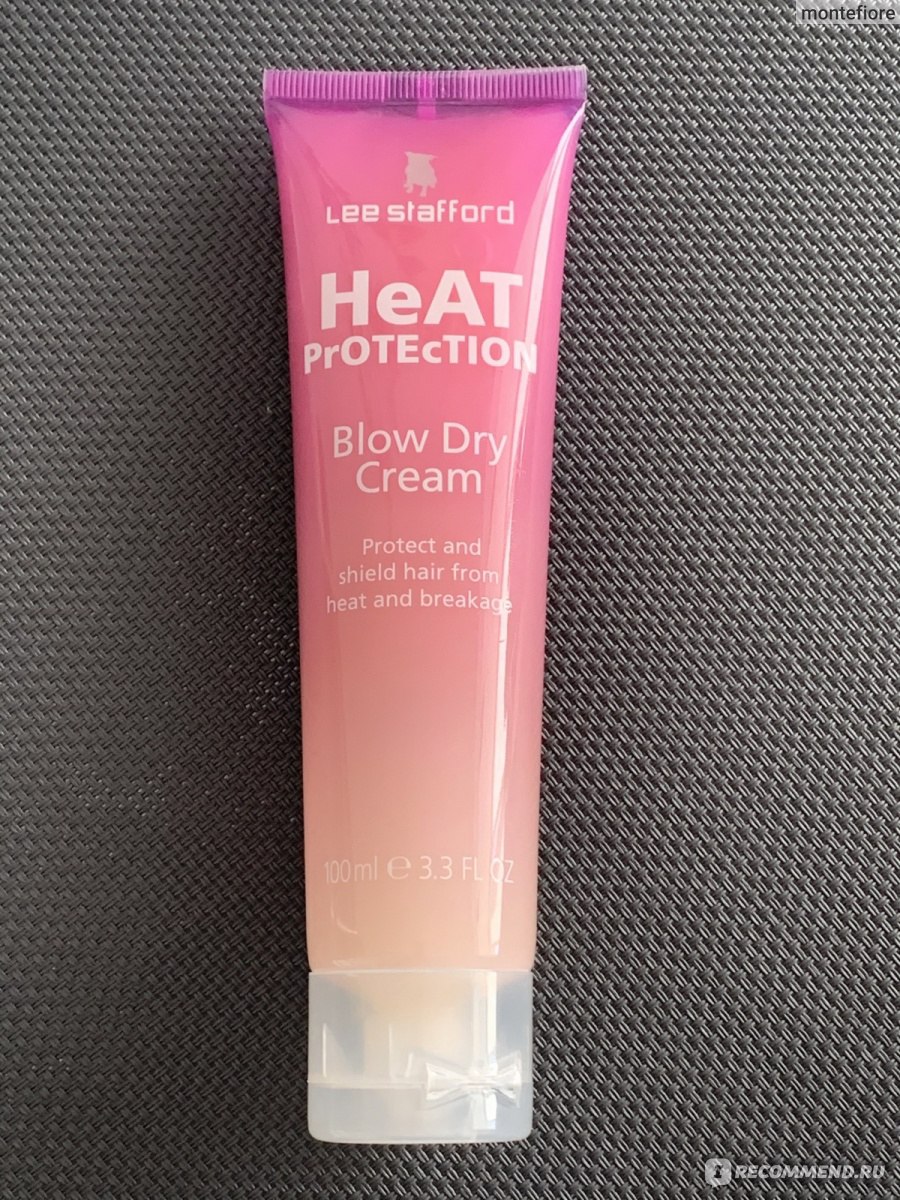 montefiore
Lee stafford
HeAT
PrOTEcTION
Blow Dry
Cream
Protect and
shield hair from
heat and breakage
100ml ℮ 3.3 FL OZ
RECOMMEND.RU